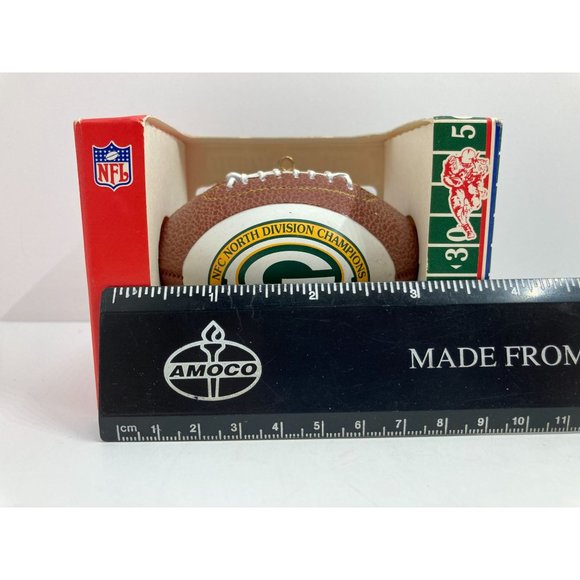 NFL
5
NFC NORTH DIVISION CHAMPIONS
G
30
1 2 3 4
AMOCO
MADE FROM
cm 1 2 3 4 5 6 7 8 9 10 11